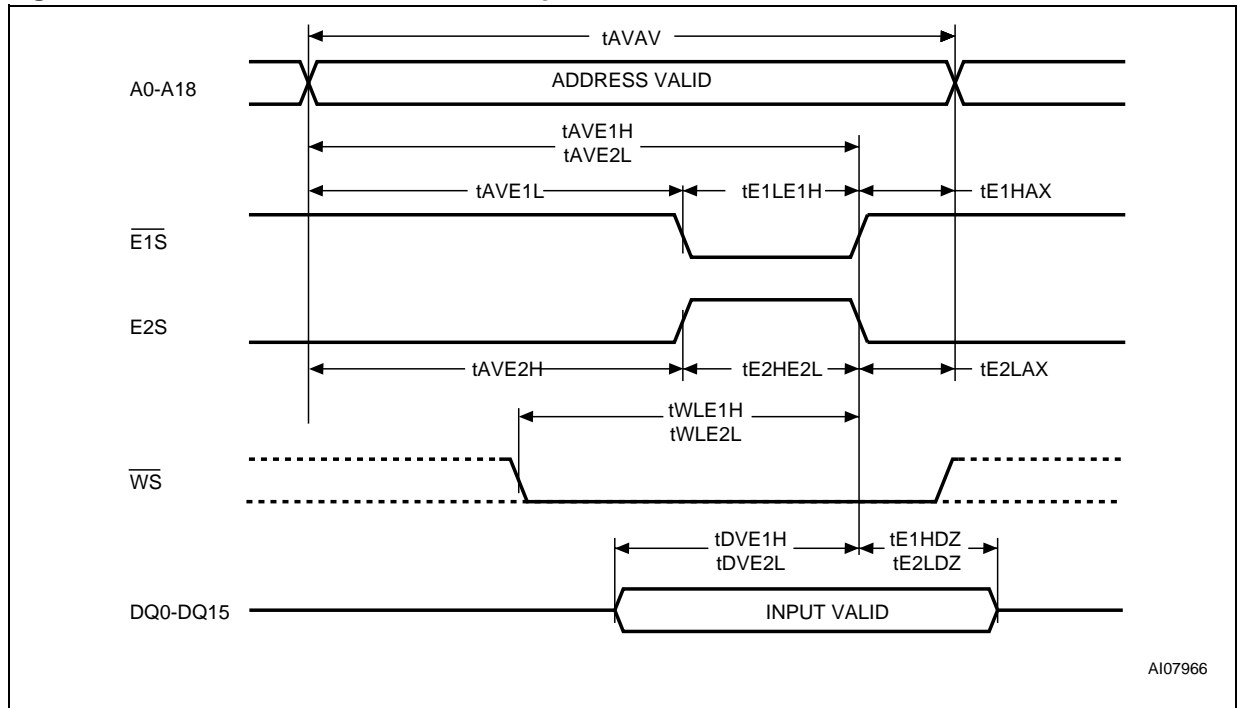 tAVAV
A0-A18
ADDRESS VALID
tAVE1H
tAVE2L
tAVE1L
tE1LE1H
tE1HAX
E1S
E2S
tAVE2H
tE2HE2L
tE2LAX
tWLE1H
tWLE2L
WS
tDVE1H
tDVE2L
tE1HDZ
tE2LDZ
DQ0-DQ15
INPUT VALID
AI07966